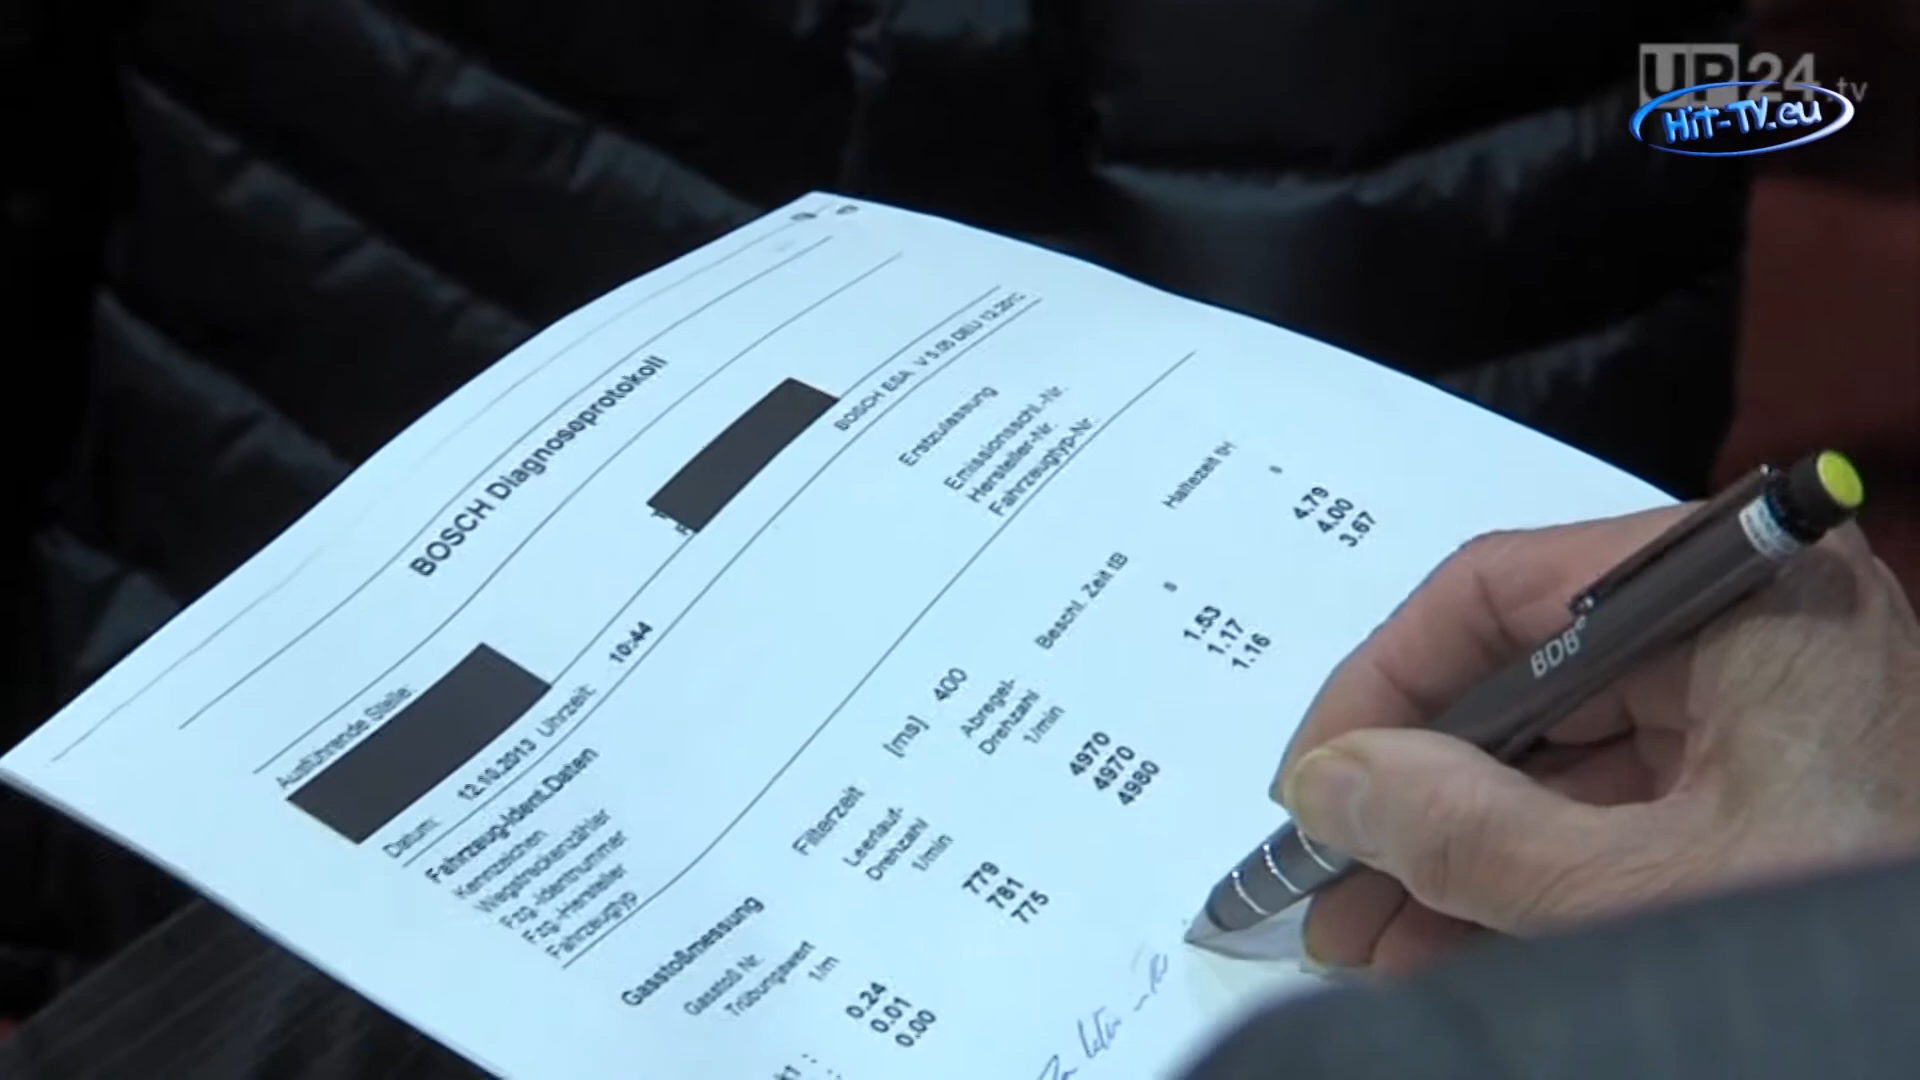 UP24.tv
Hit-TV.eu
BOSCH Diagnoseprotokoll
Ausführende Stelle:
Datum: 12.10.2013 Uhrzeit: 10:44
BOSCH ESA V 5.05 DEU
Fahrzeug-Ident.Daten
Kennzeichen
Wegstreckenzähler
Fzg.-Identnummer
Fzg.-Hersteller
Fahrzeugtyp
Erstzulassung
Emissionsschl.-Nr.
Hersteller-Nr.
Fahrzeugtyp-Nr.
Gasstoßmessung
Filterzeit [ms] 400
Gasstoß Nr.
Trübungswert
1/m
0.24
0.01
0.00
Leerlauf-
Drehzahl
1/min
779
781
775
Abregel-
Drehzahl
1/min
4970
4970
4980
Beschl. Zeit tB
s
1.53
1.17
1.16
Haltezeit tH
s
4.79
4.00
3.67
BDB